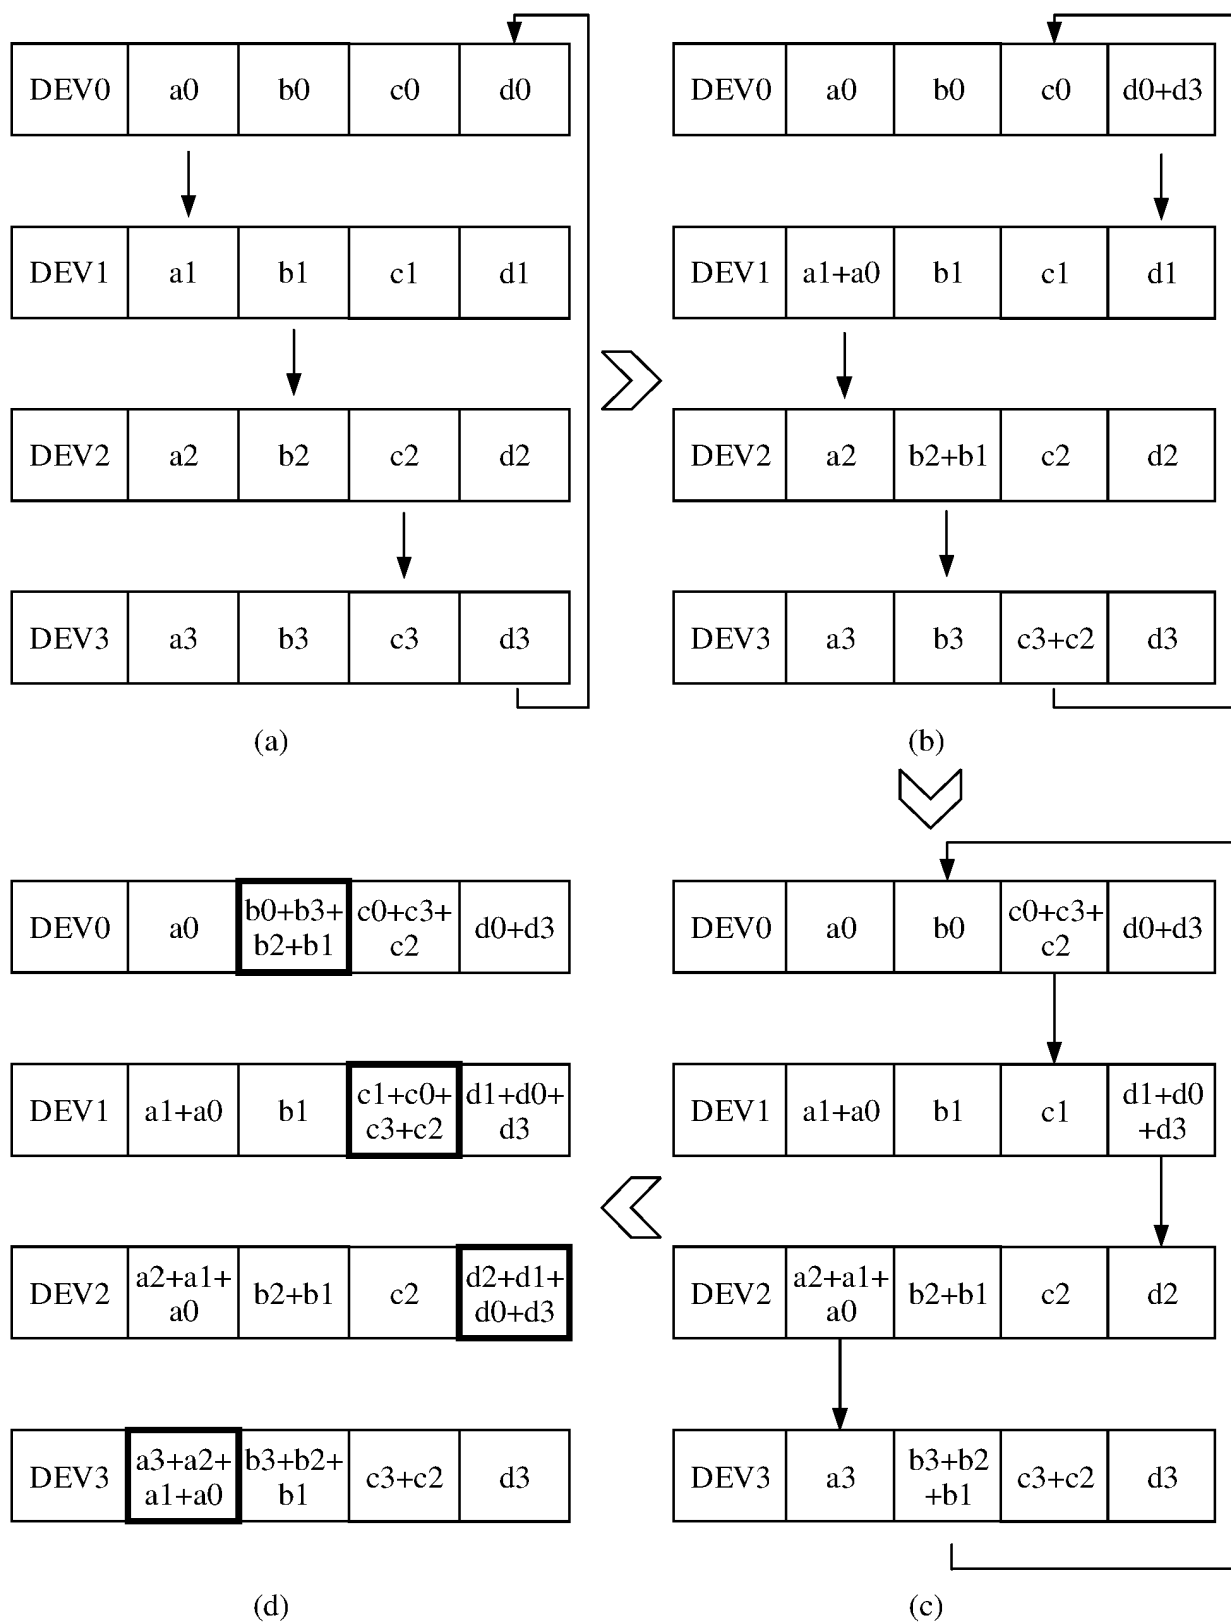 DEV0 a0 b0 c0 d0
DEV1 a1 b1 c1 d1
DEV2 a2 b2 c2 d2
DEV3 a3 b3 c3 d3
(a)
DEV0 a0 b0 c0 d0+d3
DEV1 a1+a0 b1 c1 d1
DEV2 a2 b2+b1 c2 d2
DEV3 a3 b3 c3+c2 d3
(b)
DEV0 a0 b0 c0+c3+
c2 d0+d3
DEV1 a1+a0 b1 c1 d1+d0
+d3
DEV2 a2+a1+
a0 b2+b1 c2 d2
DEV3 a3 b3+b2
+b1 c3+c2 d3
(c)
DEV0 a0 b0+b3+
b2+b1 c0+c3+
c2 d0+d3
DEV1 a1+a0 b1 c1+c0+
c3+c2 d1+d0+
d3
DEV2 a2+a1+
a0 b2+b1 c2 d2+d1+
d0+d3
DEV3 a3+a2+
a1+a0 b3+b2+
b1 c3+c2 d3
(d)